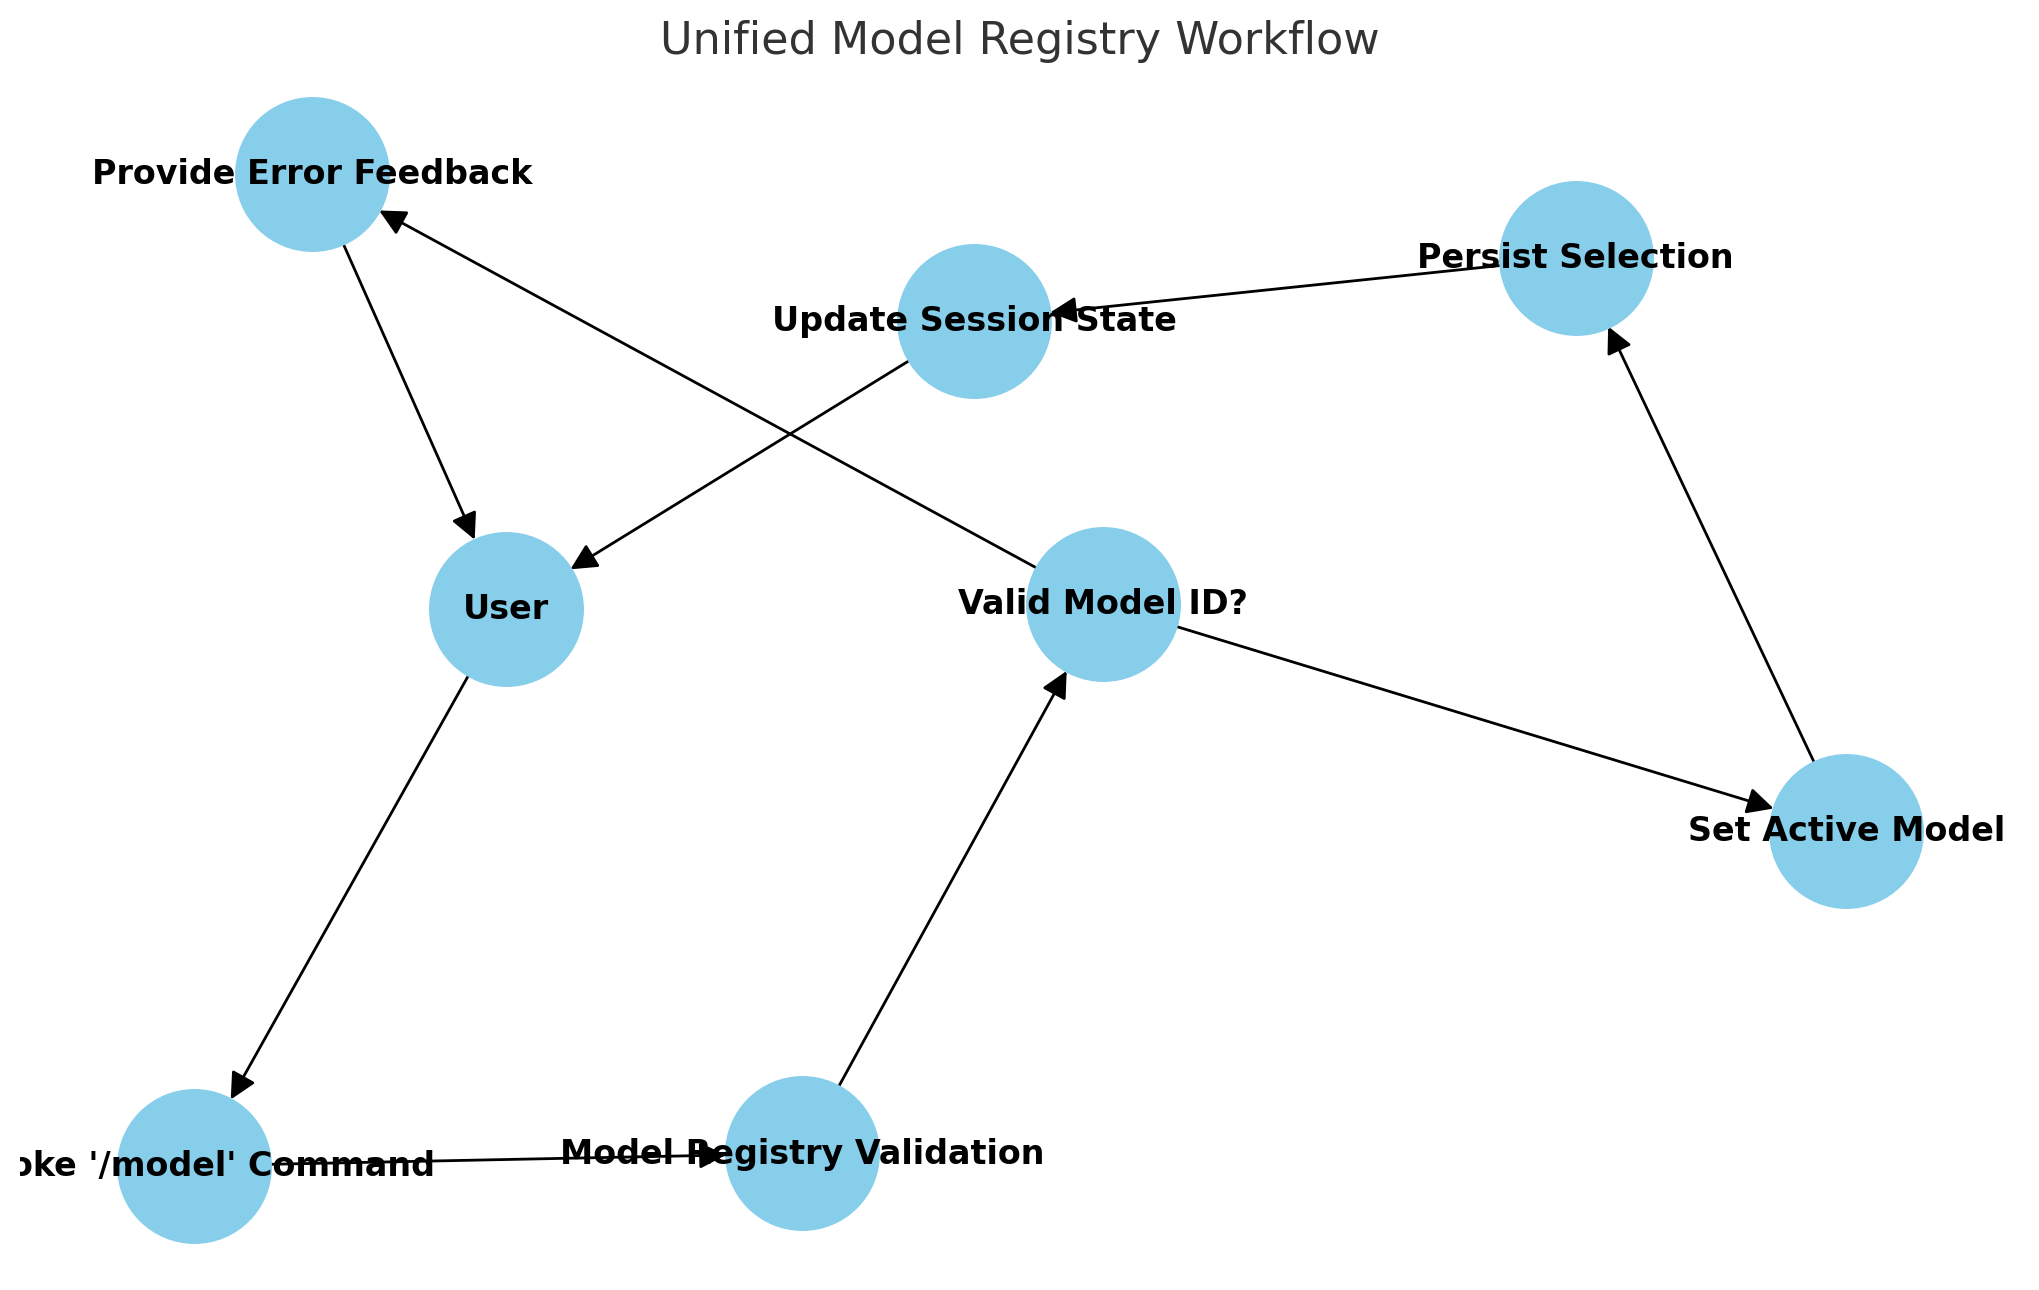 Unified Model Registry Workflow
Provide Error Feedback
Persist Selection
Update Session State
Valid Model ID?
User
Set Active Model
Model Registry Validation
oke '/model' Command